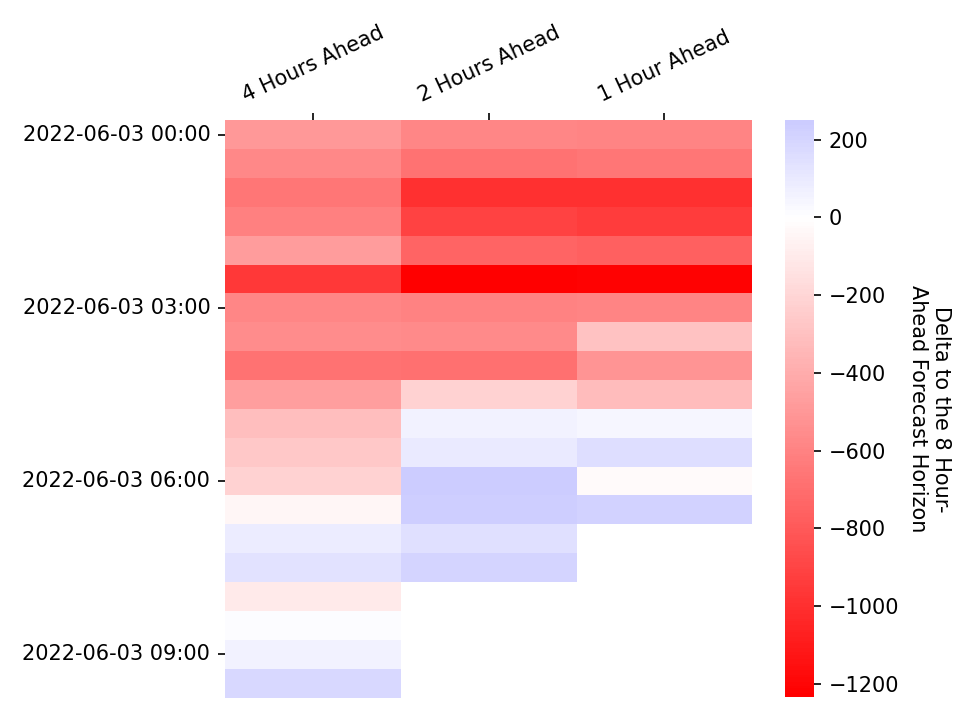 4 Hours Ahead
2 Hours Ahead
1 Hour Ahead
2022-06-03 00:00
2022-06-03 03:00
2022-06-03 06:00
2022-06-03 09:00
200
0
−200
−400
−600
−800
−1000
−1200
Delta to the 8 Hour-
Ahead Forecast Horizon